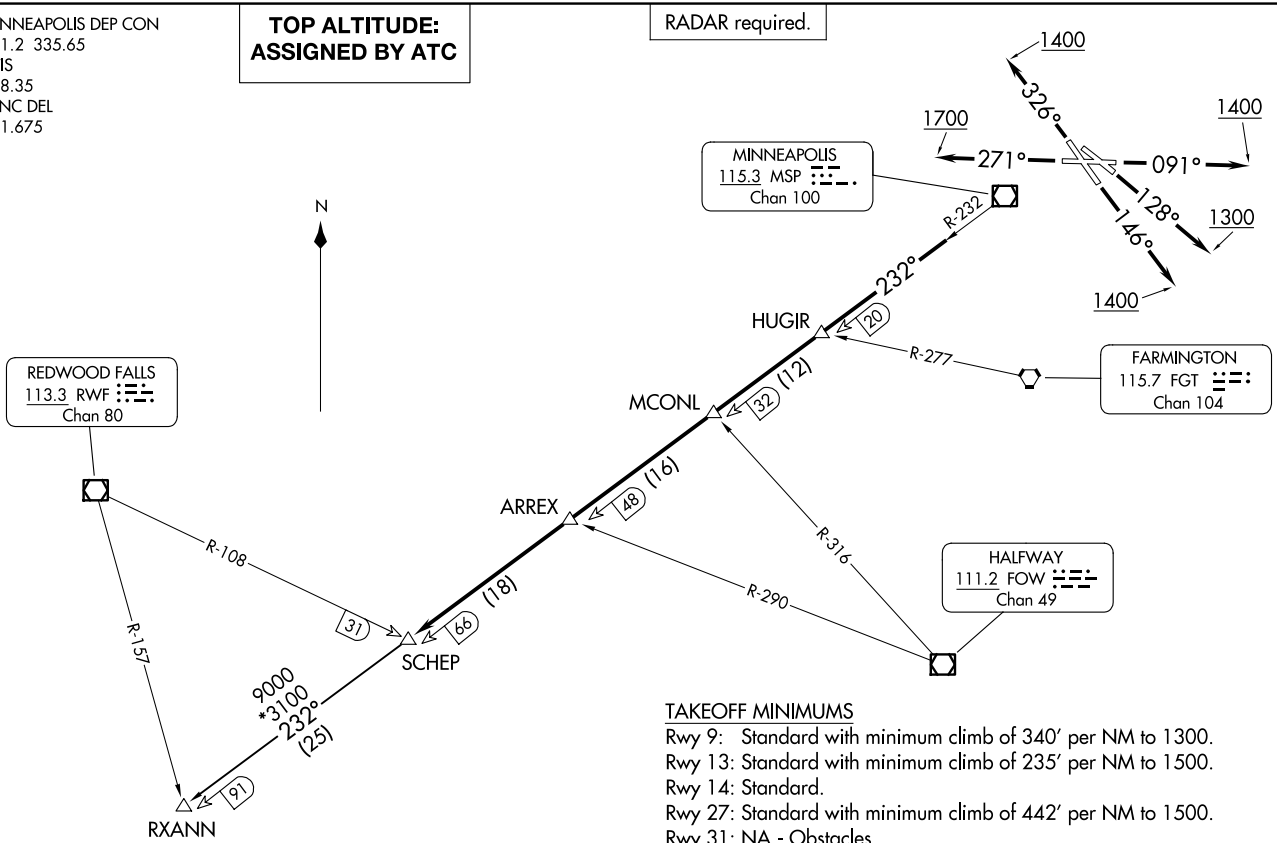 NNEAPOLIS DEP CON
1.2 335.65
IS
8.35
NC DEL
1.675
TOP ALTITUDE:
ASSIGNED BY ATC
RADAR required.
1400
326°
1700
271°
091°
1400
128°
1300
146°
1400
MINNEAPOLIS
115.3 MSP
Chan 100
R-232
232°
N
HUGIR
20
R-277
FARMINGTON
115.7 FGT
Chan 104
(12)
MCONL
32
REDWOOD FALLS
113.3 RWF
Chan 80
(16)
ARREX
48
R-316
R-290
HALFWAY
111.2 FOW
Chan 49
R-108
(18)
31
66
SCHEP
R-157
9000
*3100
232°
(25)
91
RXANN
TAKEOFF MINIMUMS
Rwy 9: Standard with minimum climb of 340' per NM to 1300.
Rwy 13: Standard with minimum climb of 235' per NM to 1500.
Rwy 14: Standard.
Rwy 27: Standard with minimum climb of 442' per NM to 1500.
Rwy 31: NA - Obstacles